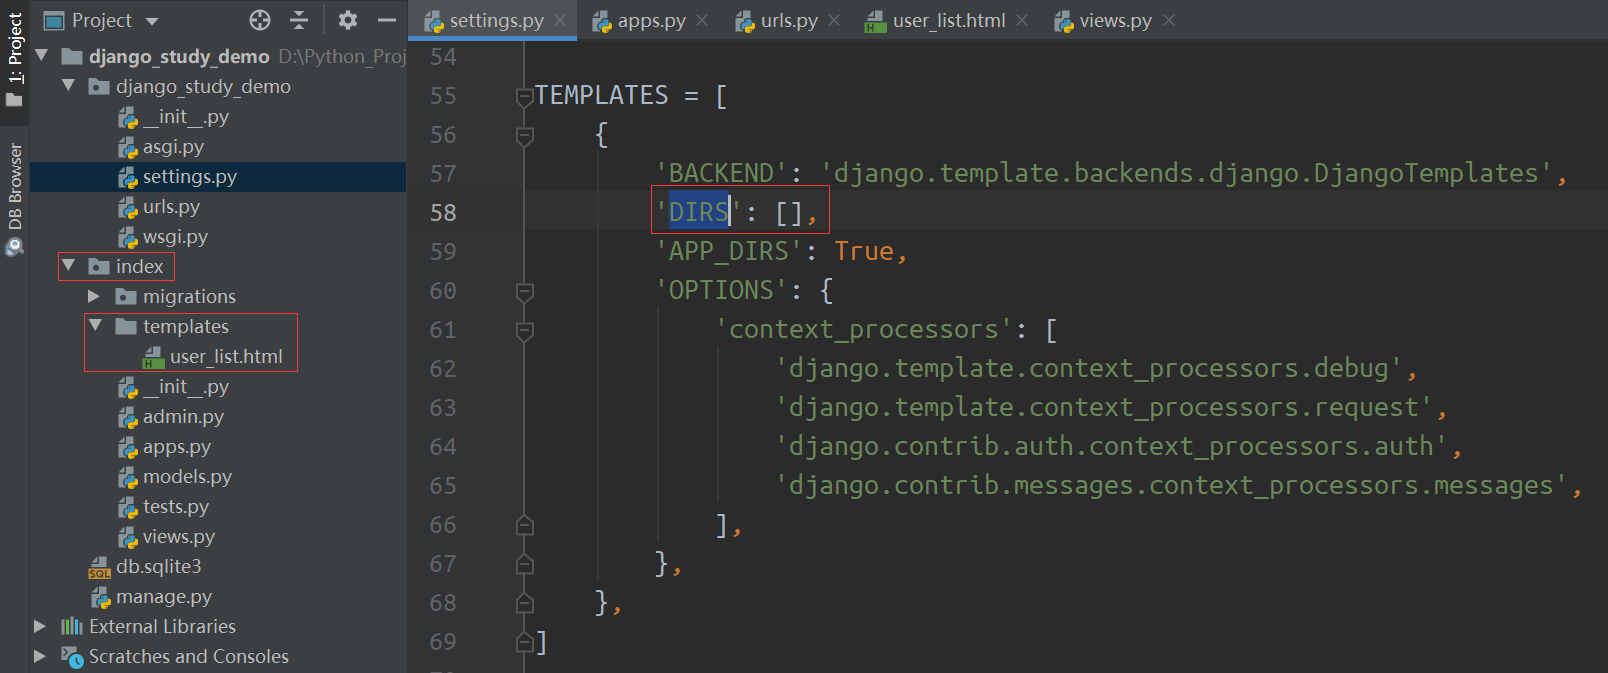 1: Project
DB Browser
Project
django_study_demo D:\Python_Proj
django_study_demo
__init__.py
asgi.py
settings.py
urls.py
wsgi.py
index
migrations
templates
user_list.html
__init__.py
admin.py
apps.py
models.py
tests.py
views.py
db.sqlite3
manage.py
External Libraries
Scratches and Consoles
settings.py
apps.py
urls.py
user_list.html
views.py
54
55 TEMPLATES = [
56 {
57 'BACKEND': 'django.template.backends.django.DjangoTemplates',
58 'DIRS': [],
59 'APP_DIRS': True,
60 'OPTIONS': {
61 'context_processors': [
62 'django.template.context_processors.debug',
63 'django.template.context_processors.request',
64 'django.contrib.auth.context_processors.auth',
65 'django.contrib.messages.context_processors.messages',
66 ],
67 },
68 },
69 ]